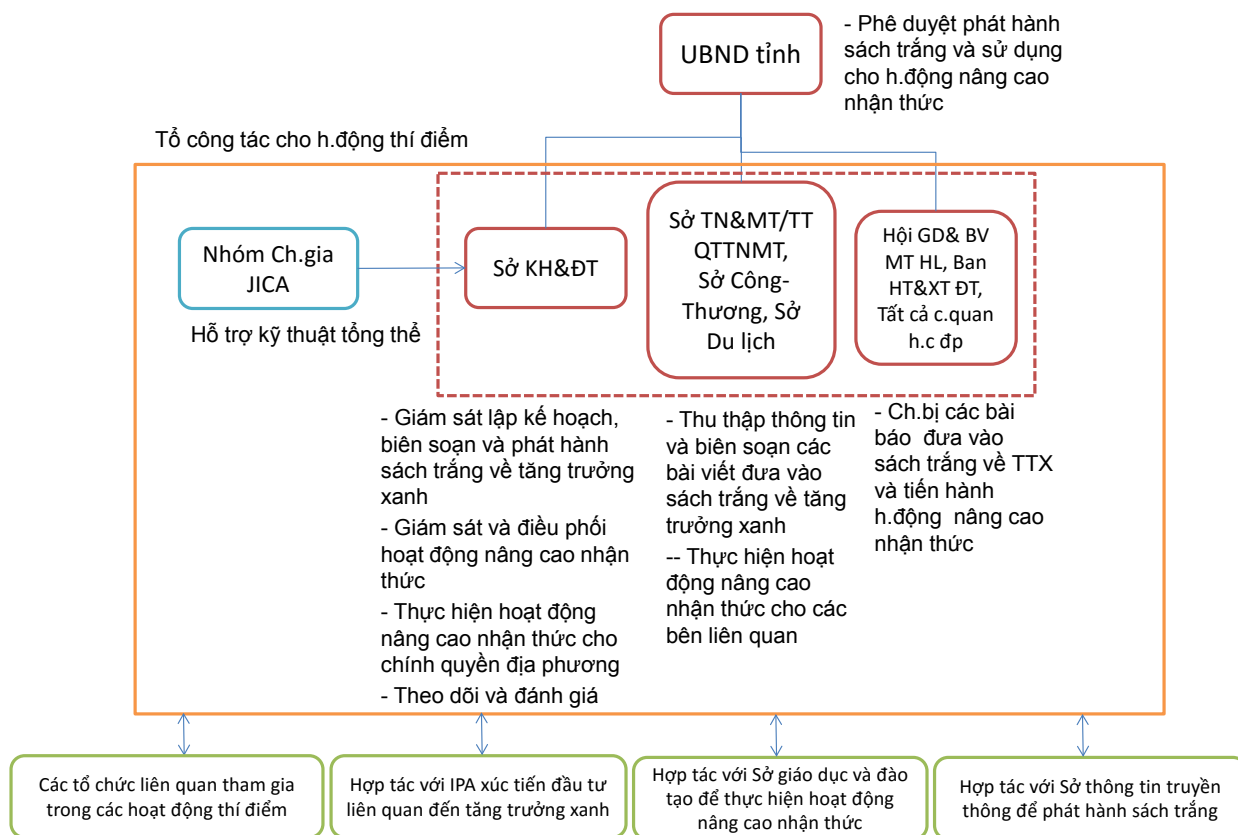 UBND tỉnh
- Phê duyệt phát hành
sách trắng và sử dụng
cho h.động nâng cao
nhận thức
Tổ công tác cho h.động thí điểm
Nhóm Ch.gia
JICA
Hỗ trợ kỹ thuật tổng thể
Sở KH&ĐT
Sở TN&MT/TT
QTTNMT,
Sở Công-
Thương, Sở
Du lịch
Hội GD& BV
MT HL, Ban
HT&XT ĐT,
Tất cả c.quan
h.c đp
- Giám sát lập kế hoạch,
biên soạn và phát hành
sách trắng về tăng trưởng
xanh
- Giám sát và điều phối
hoạt động nâng cao nhận
thức
- Thực hiện hoạt động
nâng cao nhận thức cho
chính quyền địa phương
- Theo dõi và đánh giá
- Thu thập thông tin
và biên soạn các
bài viết đưa vào
sách trắng về tăng
trưởng xanh
-- Thực hiện hoạt
động nâng cao
nhận thức cho các
bên liên quan
- Ch.bị các bài
báo đưa vào
sách trắng về TTX
và tiến hành
h.động nâng cao
nhận thức
Các tổ chức liên quan tham gia
trong các hoạt động thí điểm
Hợp tác với IPA xúc tiến đầu tư
liên quan đến tăng trưởng xanh
Hợp tác với Sở giáo dục và đào
tạo để thực hiện hoạt động
nâng cao nhận thức
Hợp tác với Sở thông tin truyền
thông để phát hành sách trắng